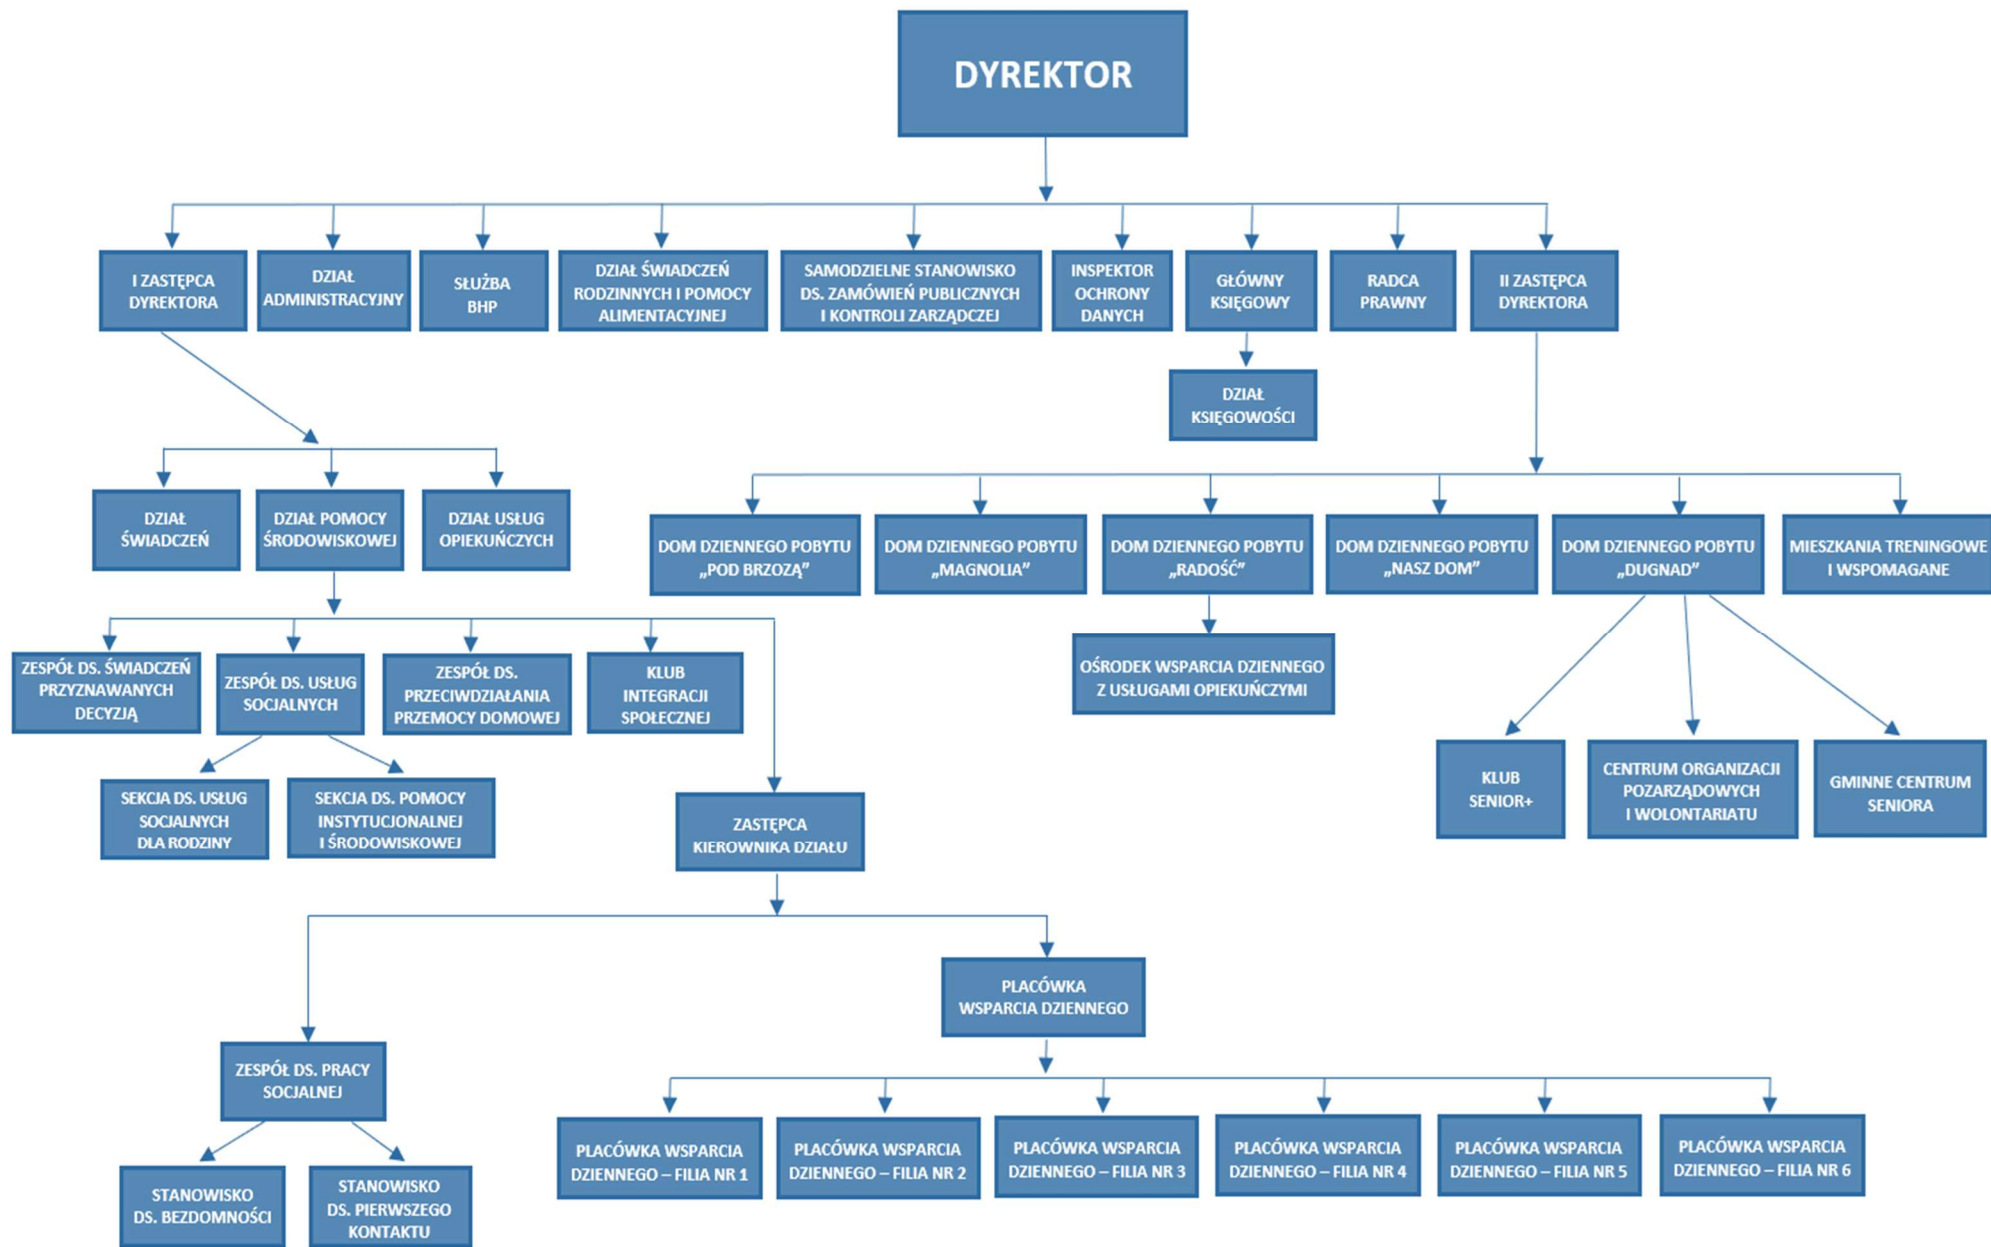 DYREKTOR
I ZASTĘPCA
DYREKTORA
DZIAŁ
ADMINISTRACYJNY
SŁUŻBA
BHP
DZIAŁ ŚWIADCZEŃ
RODZINNYCH I POMOCY
ALIMENTACYJNEJ
SAMODZIELNE STANOWISKO
DS. ZAMÓWIEŃ PUBLICZNYCH
I KONTROLI ZARZĄDCZEJ
INSPEKTOR
OCHRONY
DANYCH
GŁÓWNY
KSIĘGOWY
RADCA
PRAWNY
II ZASTĘPCA
DYREKTORA
DZIAŁ
KSIĘGOWOŚCI
DZIAŁ
ŚWIADCZEŃ
DZIAŁ POMOCY
ŚRODOWISKOWEJ
DZIAŁ USŁUG
OPIEKUŃCZYCH
DOM DZIENNEGO POBYTU
„POD BRZOZĄ”
DOM DZIENNEGO POBYTU
„MAGNOLIA”
DOM DZIENNEGO POBYTU
„RADOŚĆ”
DOM DZIENNEGO POBYTU
„NASZ DOM”
DOM DZIENNEGO POBYTU
„DUGNAD”
MIESZKANIA TRENINGOWE
I WSPOMAGANE
ZESPÓŁ DS. ŚWIADCZEŃ
PRZYZNAWANYCH
DECYZJĄ
ZESPÓŁ DS. USŁUG
SOCJALNYCH
ZESPÓŁ DS.
PRZECIWDZIAŁANIA
PRZEMOCY DOMOWEJ
KLUB
INTEGRACJI
SPOŁECZNEJ
OŚRODEK WSPARCIA DZIENNEGO
Z USŁUGAMI OPIEKUŃCZYMI
SEKCJA DS. USŁUG
SOCJALNYCH
DLA RODZINY
SEKCJA DS. POMOCY
INSTYTUCJONALNEJ
I ŚRODOWISKOWEJ
ZASTĘPCA
KIEROWNIKA DZIAŁU
KLUB
SENIOR+
CENTRUM ORGANIZACJI
POZARZĄDOWYCH
I WOLONTARIATU
GMINNE CENTRUM
SENIORA
PLACÓWKA
WSPARCIA DZIENNEGO
ZESPÓŁ DS. PRACY
SOCJALNEJ
PLACÓWKA WSPARCIA
DZIENNEGO – FILIA NR 1
PLACÓWKA WSPARCIA
DZIENNEGO – FILIA NR 2
PLACÓWKA WSPARCIA
DZIENNEGO – FILIA NR 3
PLACÓWKA WSPARCIA
DZIENNEGO – FILIA NR 4
PLACÓWKA WSPARCIA
DZIENNEGO – FILIA NR 5
PLACÓWKA WSPARCIA
DZIENNEGO – FILIA NR 6
STANOWISKO
DS. BEZDOMNOŚCI
STANOWISKO
DS. PIERWSZEGO
KONTAKTU